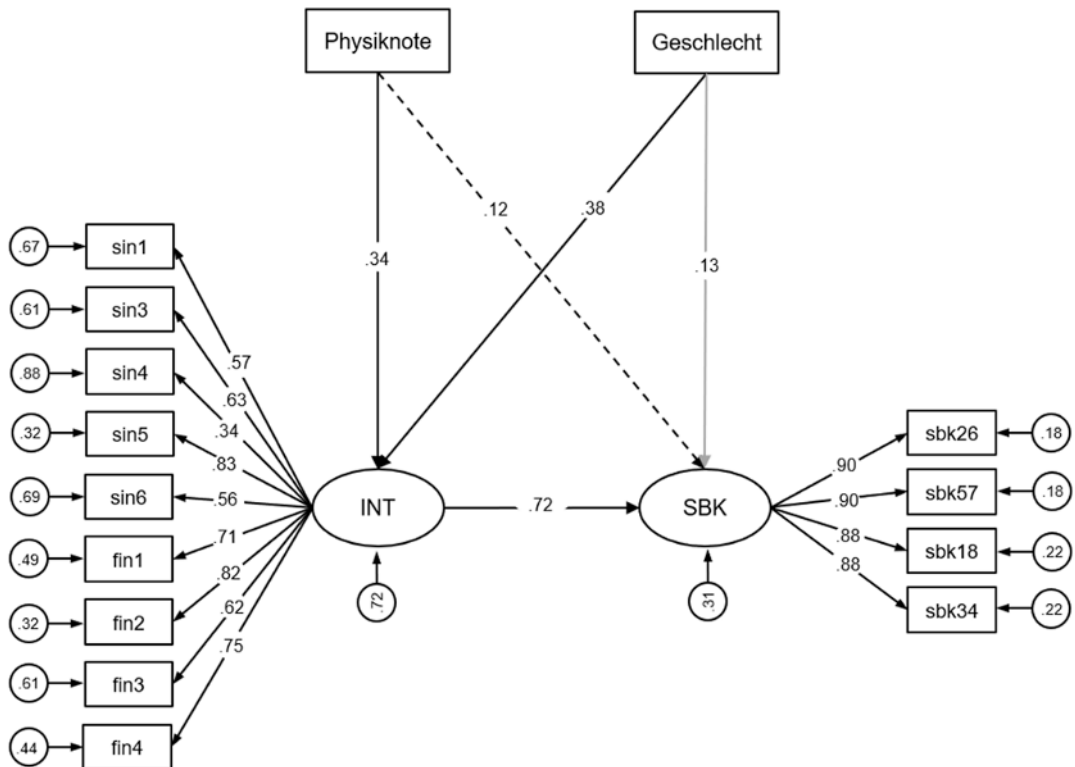 Physiknote
Geschlecht
.12
.38
.34
.13
.67
sin1
.61
sin3
.88
sin4
.32
sin5
.69
sin6
.49
fin1
.32
fin2
.61
fin3
.44
fin4
.57
.63
.34
.83
.56
.71
.82
.62
.75
INT
.72
SBK
.72
.31
.90
.90
.88
.88
sbk26
.18
sbk57
.18
sbk18
.22
sbk34
.22